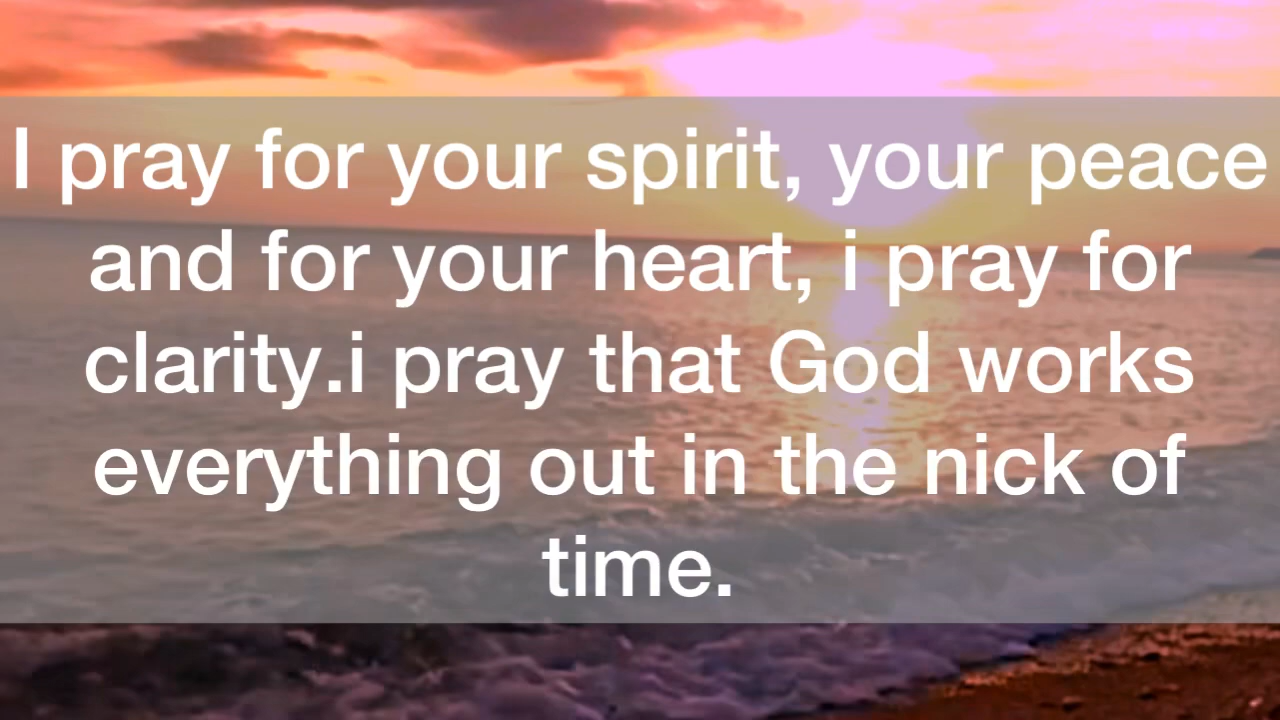 I pray for your spirit, your peace
and for your heart, i pray for
clarity.i pray that God works
everything out in the nick of
time.